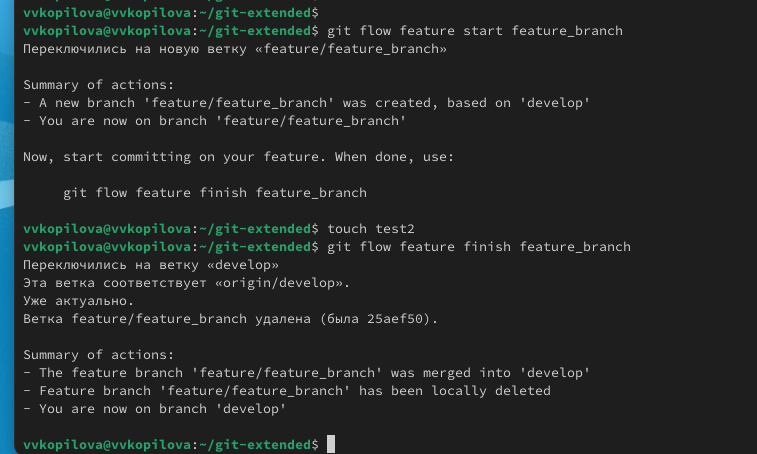 vvkopilova@vvkopilova:~/git-extended$
vvkopilova@vvkopilova:~/git-extended$ git flow feature start feature_branch
Переключились на новую ветку «feature/feature_branch»
Summary of actions:
- A new branch 'feature/feature_branch' was created, based on 'develop'
- You are now on branch 'feature/feature_branch'
Now, start committing on your feature. When done, use:
git flow feature finish feature_branch
vvkopilova@vvkopilova:~/git-extended$ touch test2
vvkopilova@vvkopilova:~/git-extended$ git flow feature finish feature_branch
Переключились на ветку «develop»
Эта ветка соответствует «origin/develop».
Уже актуально.
Ветка feature/feature_branch удалена (была 25aef50).
Summary of actions:
- The feature branch 'feature/feature_branch' was merged into 'develop'
- Feature branch 'feature/feature_branch' has been locally deleted
- You are now on branch 'develop'
vvkopilova@vvkopilova:~/git-extended$